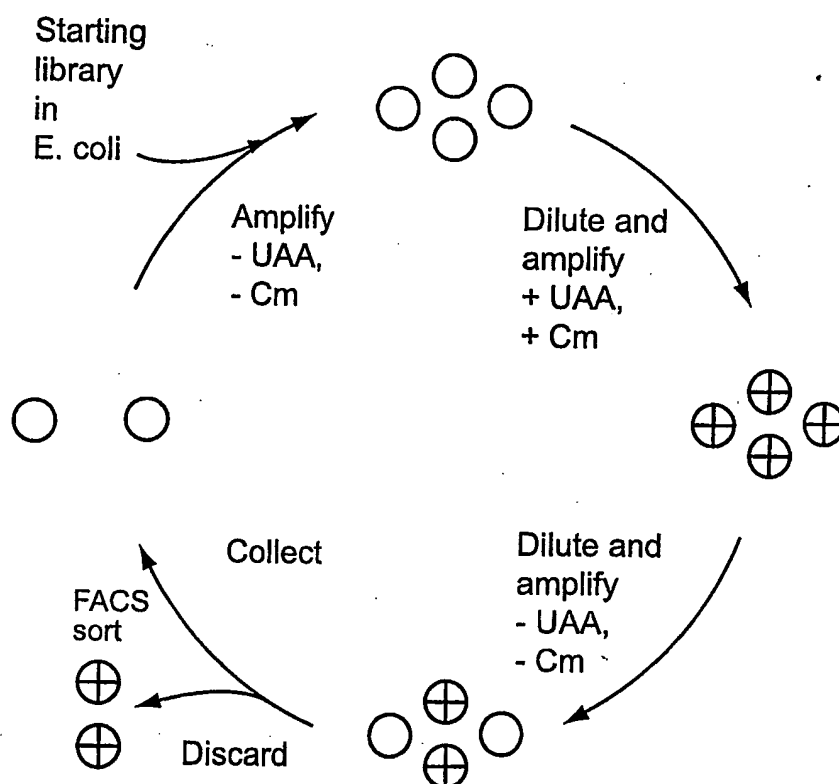 Starting
library
in
E. coli
Amplify
- UAA,
- Cm
Dilute and
amplify
+ UAA,
+ Cm
Dilute and
amplify
- UAA,
- Cm
Collect
FACS
sort
Discard